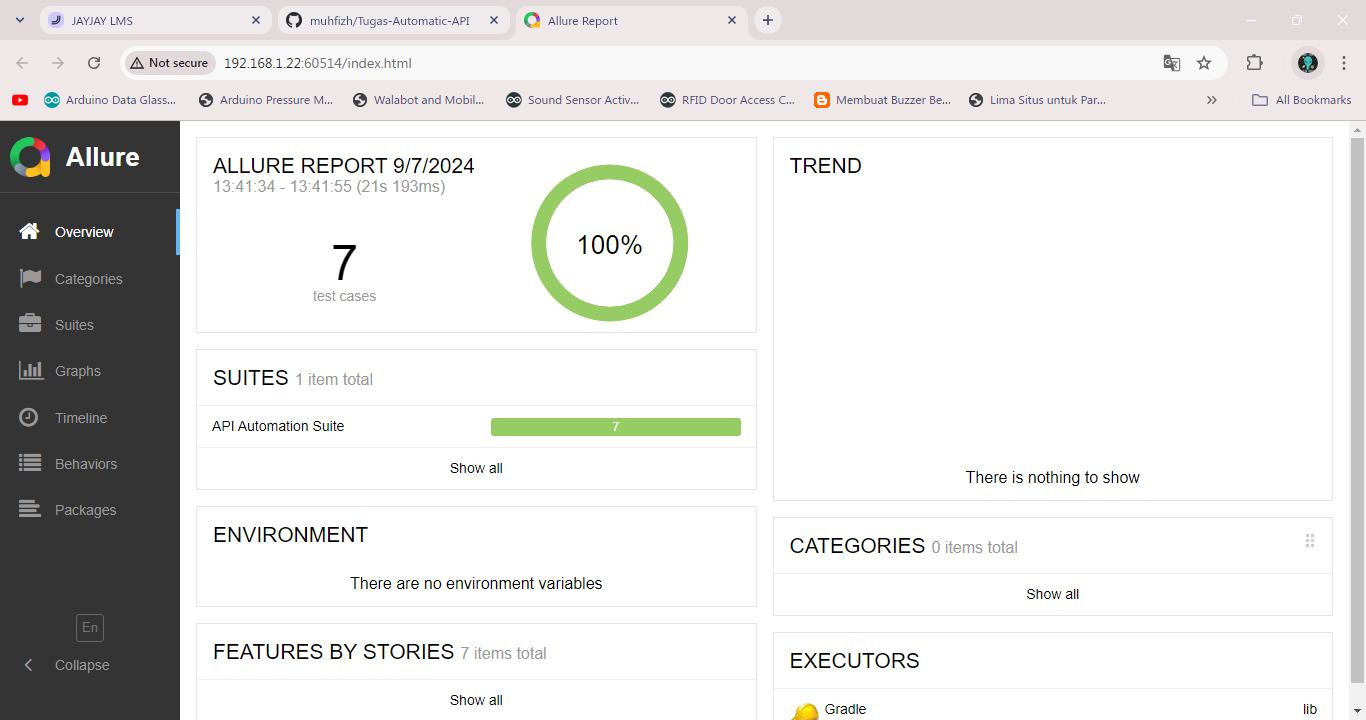 JAYJAY LMS
muhfizh/Tugas-Automatic-API
Allure Report
Not secure
192.168.1.22:60514/index.html
Arduino Data Glass...
Arduino Pressure M...
Walabot and Mobil...
Sound Sensor Activ...
RFID Door Access C...
Membuat Buzzer Be...
Lima Situs untuk Par...
All Bookmarks
Allure
Overview
Categories
Suites
Graphs
Timeline
Behaviors
Packages
En
Collapse
ALLURE REPORT 9/7/2024
13:41:34 - 13:41:55 (21s 193ms)
7
test cases
100%
SUITES 1 item total
API Automation Suite 7
Show all
ENVIRONMENT
There are no environment variables
FEATURES BY STORIES 7 items total
Show all
TREND
There is nothing to show
CATEGORIES 0 items total
Show all
EXECUTORS
Gradle lib